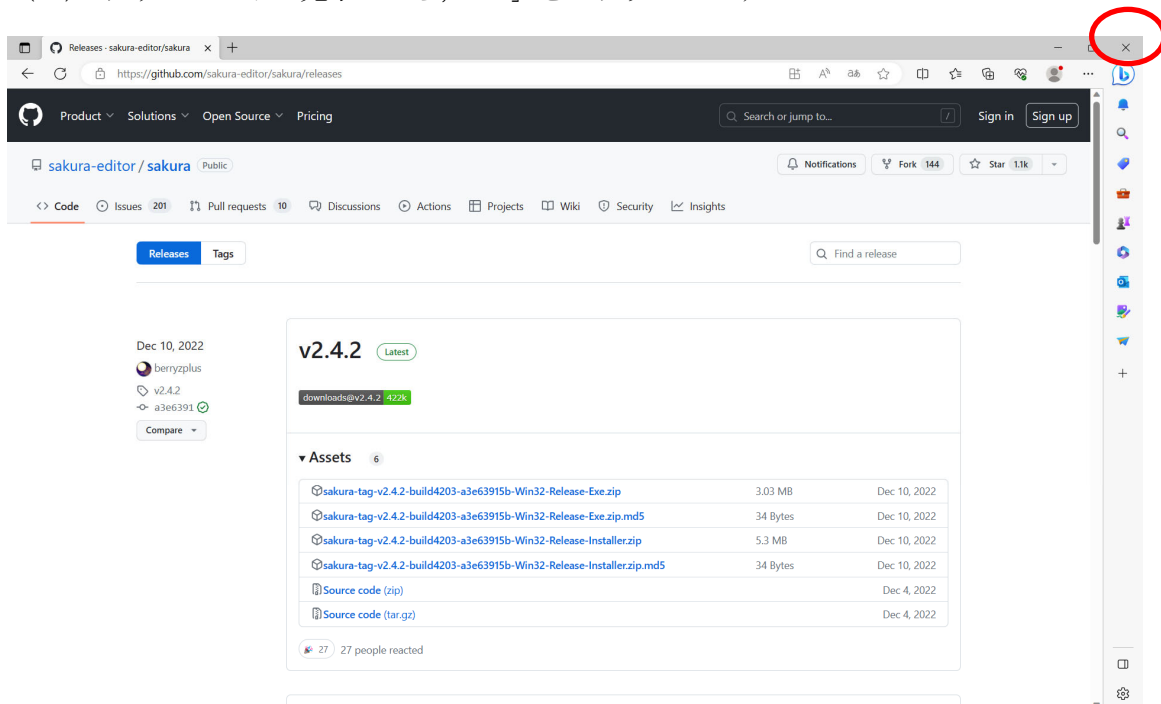 Releases · sakura-editor/sakura
https://github.com/sakura-editor/sakura/releases
Product Solutions Open Source Pricing
Search or jump to... /
Sign in Sign up
sakura-editor / sakura Public
Notifications Fork 144 Star 1.1k
Code Issues 201 Pull requests 10 Discussions Actions Projects Wiki Security Insights
Releases Tags
Find a release
Dec 10, 2022
berryzplus
v2.4.2
a3e6391
Compare
v2.4.2 Latest
downloads@v2.4.2 422k
Assets 6
sakura-tag-v2.4.2-build4203-a3e63915b-Win32-Release-Exe.zip 3.03 MB Dec 10, 2022
sakura-tag-v2.4.2-build4203-a3e63915b-Win32-Release-Exe.zip.md5 34 Bytes Dec 10, 2022
sakura-tag-v2.4.2-build4203-a3e63915b-Win32-Release-Installer.zip 5.3 MB Dec 10, 2022
sakura-tag-v2.4.2-build4203-a3e63915b-Win32-Release-Installer.zip.md5 34 Bytes Dec 10, 2022
Source code (zip) Dec 4, 2022
Source code (tar.gz) Dec 4, 2022
27 27 people reacted